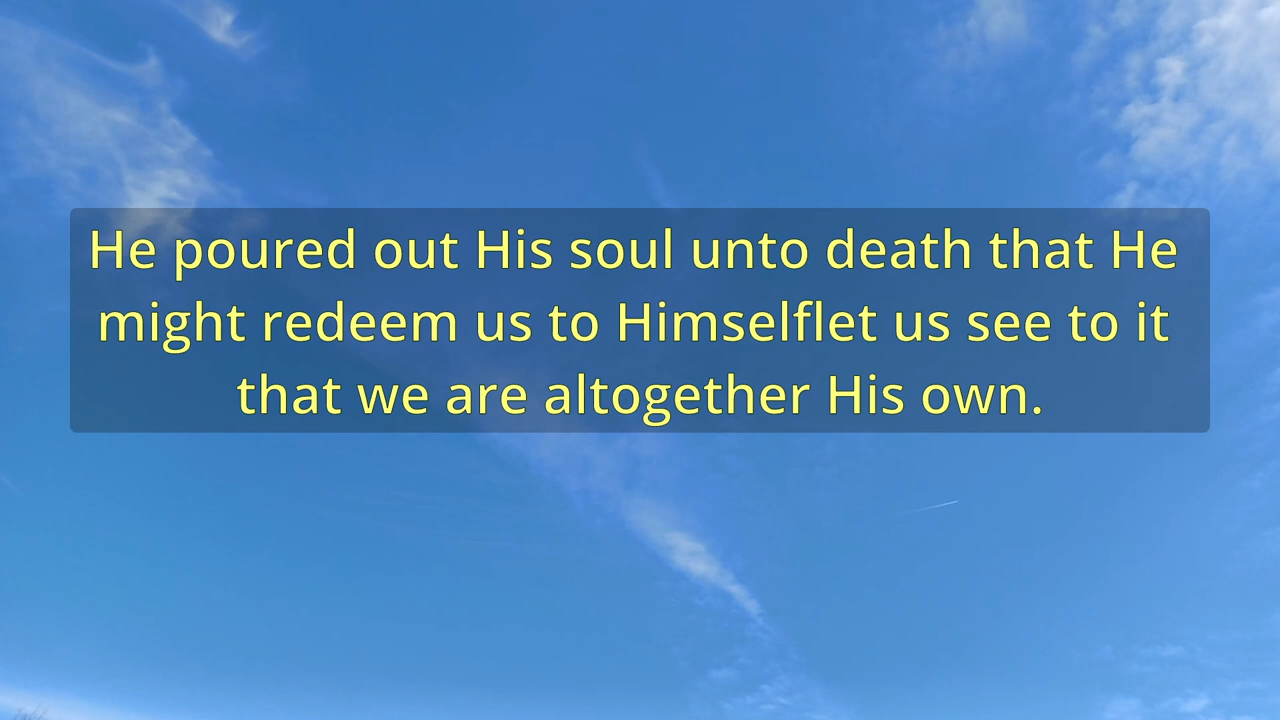 He poured out His soul unto death that He
might redeem us to Himselflet us see to it
that we are altogether His own.